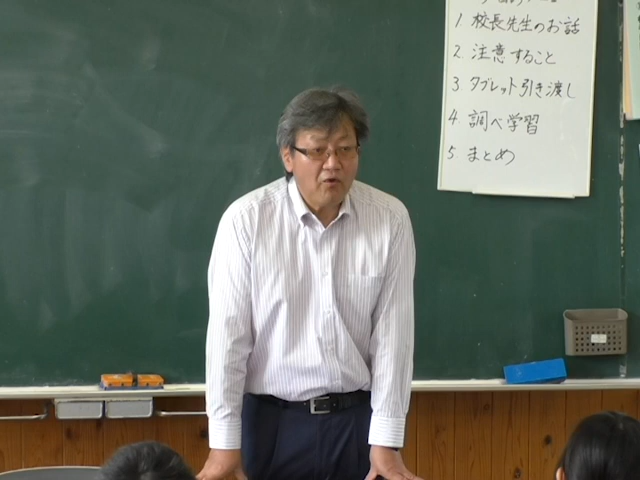 1 校長先生のお話
2 注意すること
3 タブレット引き渡し
4 調べ学習
5 まとめ